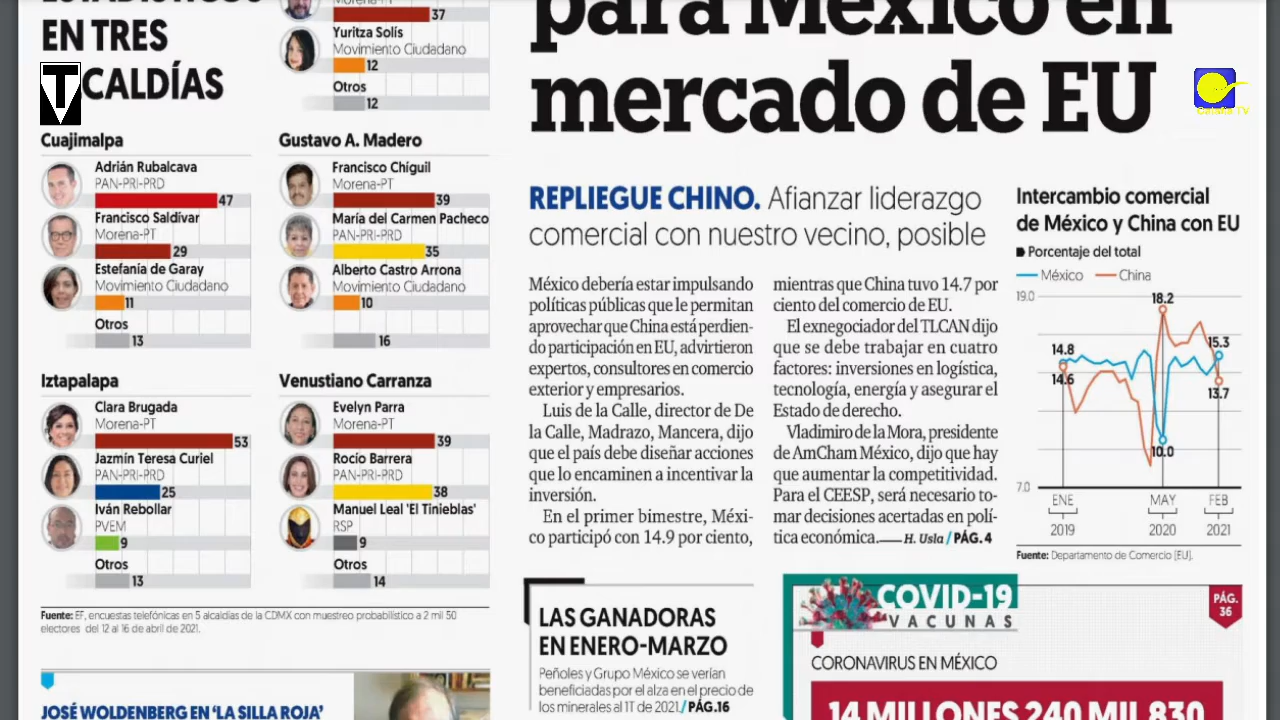 EN TRES
CALDÍAS
37
Yuritza Solís
Movimiento Ciudadano
12
Otros
12
Cuajimalpa
Adrián Rubalcava
PAN-PRI-PRD
47
Francisco Saldívar
Morena-PT
29
Estefanía de Garay
Movimiento Ciudadano
11
Otros
13
Gustavo A. Madero
Francisco Chíguil
Morena-PT
39
María del Carmen Pacheco
PAN-PRI-PRD
35
Alberto Castro Arrona
Movimiento Ciudadano
10
16
Iztapalapa
Clara Brugada
Morena-PT
53
Jazmín Teresa Curiel
PAN-PRI-PRD
25
Iván Rebollar
PVEM
9
Otros
13
Venustiano Carranza
Evelyn Parra
Morena-PT
39
Rocío Barrera
PAN-PRI-PRD
38
Manuel Leal 'El Tinieblas'
RSP
9
Otros
14
Fuente: EF, encuestas telefónicas en 5 alcaldías de la CDMX con muestreo probabilístico a 2 mil 50
electores del 12 al 16 de abril de 2021.
JOSÉ WOLDENBERG EN 'LA SILLA ROJA'
para México en
mercado de EU
REPLIEGUE CHINO. Afianzar liderazgo
comercial con nuestro vecino, posible
México debería estar impulsando
políticas públicas que le permitan
aprovechar que China está perdien-
do participación en EU, advirtieron
expertos, consultores en comercio
exterior y empresarios.
Luis de la Calle, director de De
la Calle, Madrazo, Mancera, dijo
que el país debe diseñar acciones
que lo encaminen a incentivar la
inversión.
En el primer bimestre, Méxi-
co participó con 14.9 por ciento,
mientras que China tuvo 14.7 por
ciento del comercio de EU.
El exnegociador del TLCAN dijo
que se debe trabajar en cuatro
factores: inversiones en logística,
tecnología, energía y asegurar el
Estado de derecho.
Vladimiro de la Mora, presidente
de AmCham México, dijo que hay
que aumentar la competitividad.
Para el CEESP, será necesario to-
mar decisiones acertadas en polí-
tica económica.— H. Usla / PÁG. 4
Intercambio comercial
de México y China con EU
Porcentaje del total
México China
19.0
18.2
14.8
15.3
14.6
13.7
10.0
7.0
ENE MAY FEB
2019 2020 2021
Fuente: Departamento de Comercio [EU].
LAS GANADORAS
EN ENERO-MARZO
Peñoles y Grupo México se verían
beneficiadas por el alza en el precio de
los minerales al 1T de 2021./ PÁG.16
COVID-19
VACUNAS
PÁG.
36
CORONAVIRUS EN MÉXICO
14 MILLONES 240 MIL 830